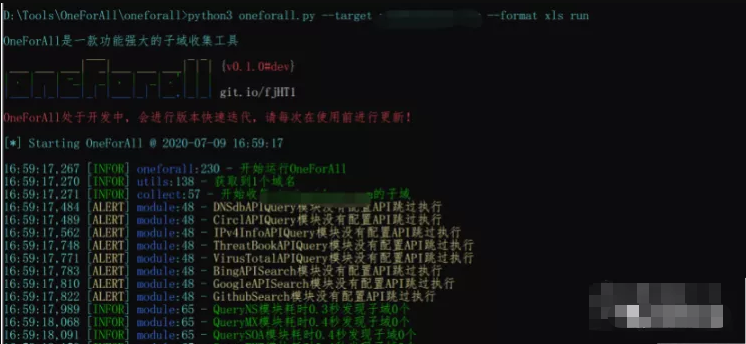 D:\Tools\OneForAll\oneforall>python3 oneforall.py --target --format xls run
OneForAll是一款功能强大的子域收集工具
oneforall {v0.1.0#dev}
git.io/fjHT1
OneForAll处于开发中，会进行版本快速迭代，请每次在使用前进行更新！
[*] Starting OneForAll @ 2020-07-09 16:59:17
16:59:17,267 [INFOR] oneforall:230 - 开始运行OneForAll
16:59:17,270 [INFOR] utils:138 - 获取到1个域名
16:59:17,271 [INFOR] collect:57 - 开始收 的子域
16:59:17,484 [ALERT] module:48 - DNSdbAPIQuery模块没有配置API跳过执行
16:59:17,489 [ALERT] module:48 - CirclAPIQuery模块没有配置API跳过执行
16:59:17,562 [ALERT] module:48 - IPv4InfoAPIQuery模块没有配置API跳过执行
16:59:17,748 [ALERT] module:48 - ThreatBookAPIQuery模块没有配置API跳过执行
16:59:17,771 [ALERT] module:48 - VirusTotalAPIQuery模块没有配置API跳过执行
16:59:17,783 [ALERT] module:48 - BingAPISearch模块没有配置API跳过执行
16:59:17,810 [ALERT] module:48 - GoogleAPISearch模块没有配置API跳过执行
16:59:17,822 [ALERT] module:48 - GithubSearch模块没有配置API跳过执行
16:59:17,989 [INFOR] module:65 - QueryNS模块耗时0.3秒发现子域0个
16:59:18,068 [INFOR] module:65 - QueryMX模块耗时0.4秒发现子域0个
16:59:18,091 [INFOR] module:65 - QuerySOA模块耗时0.4秒发现子域0个